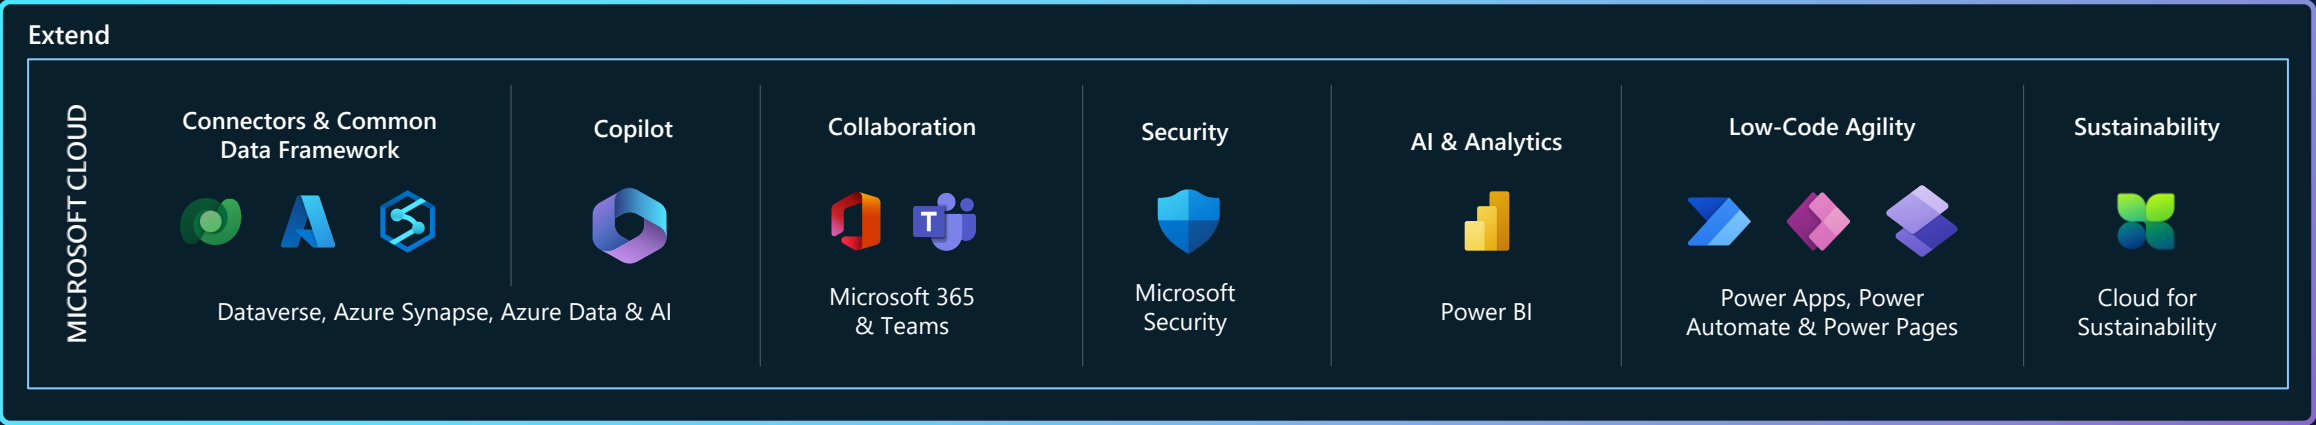 Extend
MICROSOFT CLOUD
Connectors & Common
Data Framework
Copilot
Dataverse, Azure Synapse, Azure Data & AI
Collaboration
T
Microsoft 365
& Teams
Security
Microsoft
Security
AI & Analytics
Power BI
Low-Code Agility
Power Apps, Power
Automate & Power Pages
Sustainability
Cloud for
Sustainability